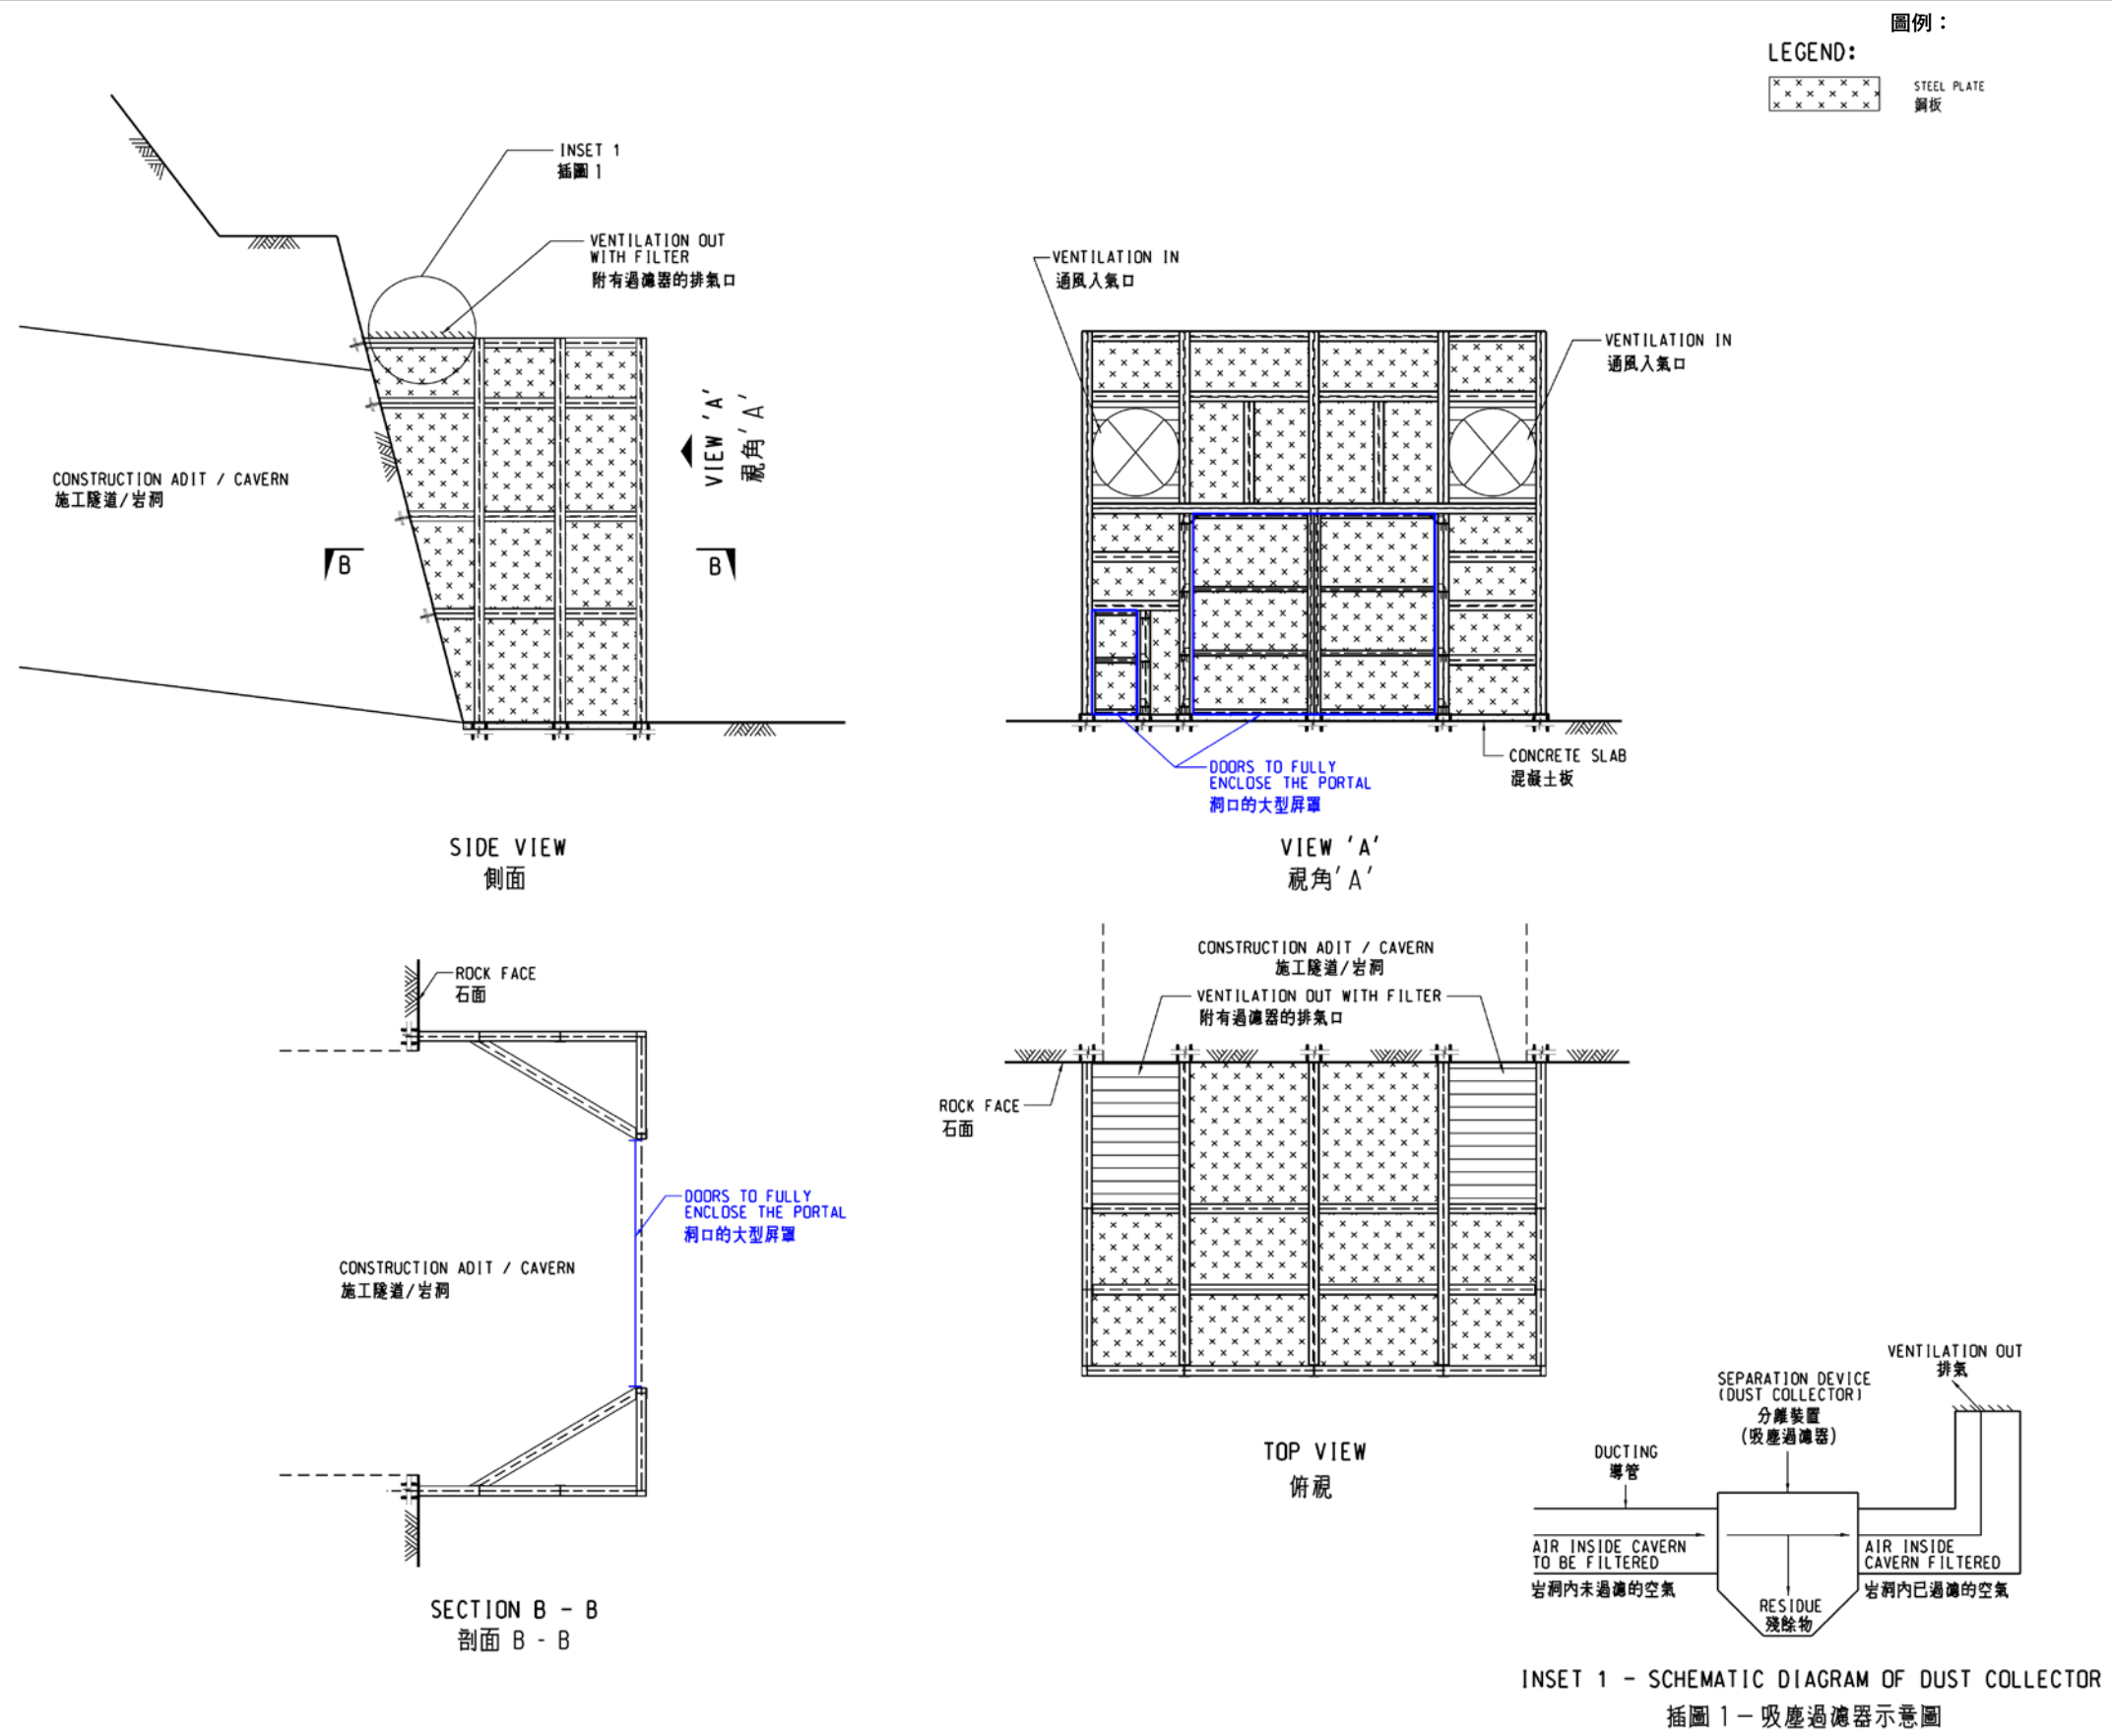 圖例：
LEGEND:
STEEL PLATE
鋼板
INSET 1
插圖 1
VENTILATION OUT
WITH FILTER
附有過濾器的排氣口
VIEW 'A'
視角'A'
CONSTRUCTION ADIT / CAVERN
施工隧道/岩洞
B
B
SIDE VIEW
側面
VENTILATION IN
通風入氣口
VENTILATION IN
通風入氣口
DOORS TO FULLY
ENCLOSE THE PORTAL
洞口的大型屏罩
CONCRETE SLAB
混凝土板
VIEW 'A'
視角'A'
ROCK FACE
石面
DOORS TO FULLY
ENCLOSE THE PORTAL
洞口的大型屏罩
CONSTRUCTION ADIT / CAVERN
施工隧道/岩洞
SECTION B - B
剖面 B - B
CONSTRUCTION ADIT / CAVERN
施工隧道/岩洞
VENTILATION OUT WITH FILTER
附有過濾器的排氣口
ROCK FACE
石面
TOP VIEW
俯視
VENTILATION OUT
排氣
SEPARATION DEVICE
(DUST COLLECTOR)
分離裝置
(吸塵過濾器)
DUCTING
導管
AIR INSIDE CAVERN
TO BE FILTERED
岩洞內未過濾的空氣
AIR INSIDE
CAVERN FILTERED
岩洞內已過濾的空氣
RESIDUE
殘餘物
INSET 1 - SCHEMATIC DIAGRAM OF DUST COLLECTOR
插圖 1－吸塵過濾器示意圖